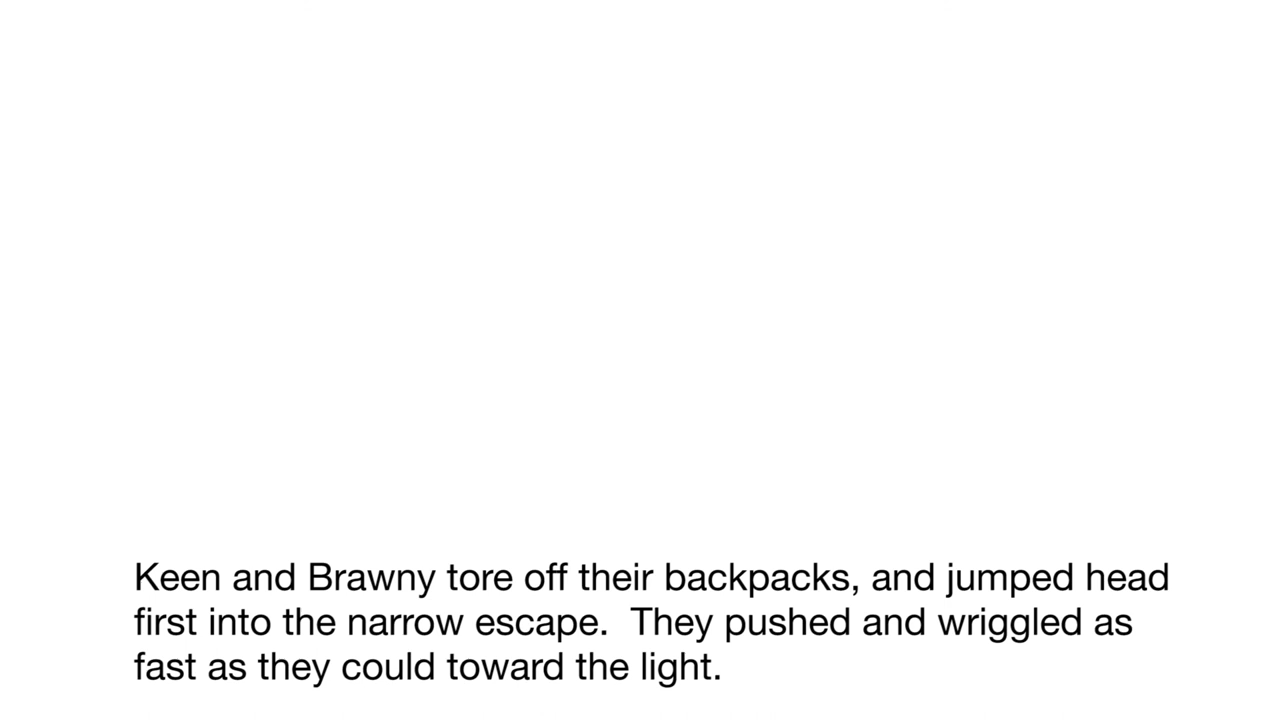 Keen and Brawny tore off their backpacks, and jumped head
first into the narrow escape.  They pushed and wriggled as
fast as they could toward the light.